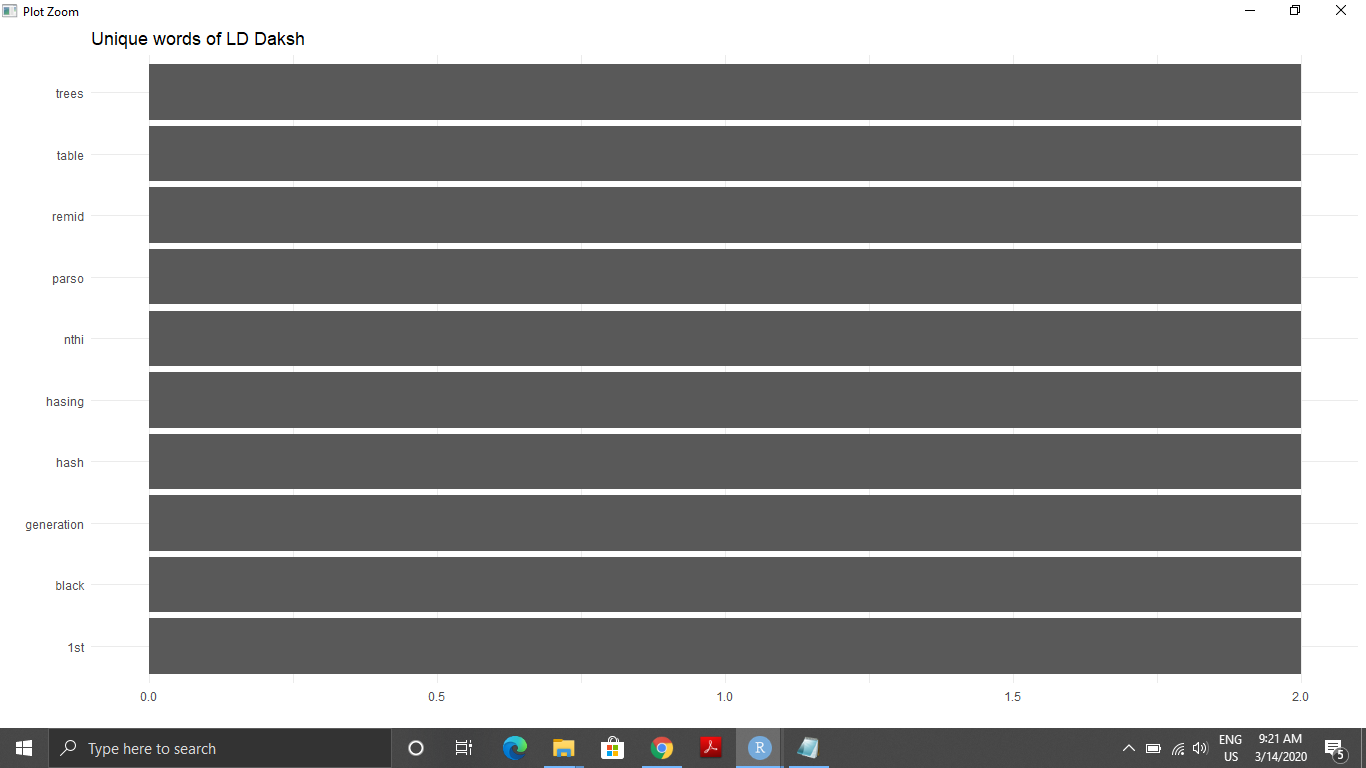 Plot Zoom
Unique words of LD Daksh
trees
table
remid
parso
nthi
hasing
hash
generation
black
1st
0.0 0.5 1.0 1.5 2.0
Type here to search
R
ENG
US
9:21 AM
3/14/2020
5